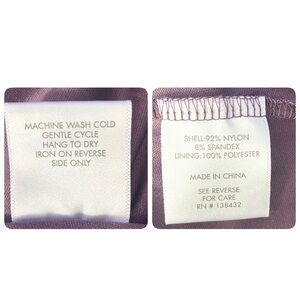 MACHINE WASH COLD
GENTLE CYCLE
HANG TO DRY
IRON ON REVERSE
SIDE ONLY
SHELL:92% NYLON
8% SPANDEX
LINING:100% POLYESTER
MADE IN CHINA
SEE REVERSE
FOR CARE
RN # 138432